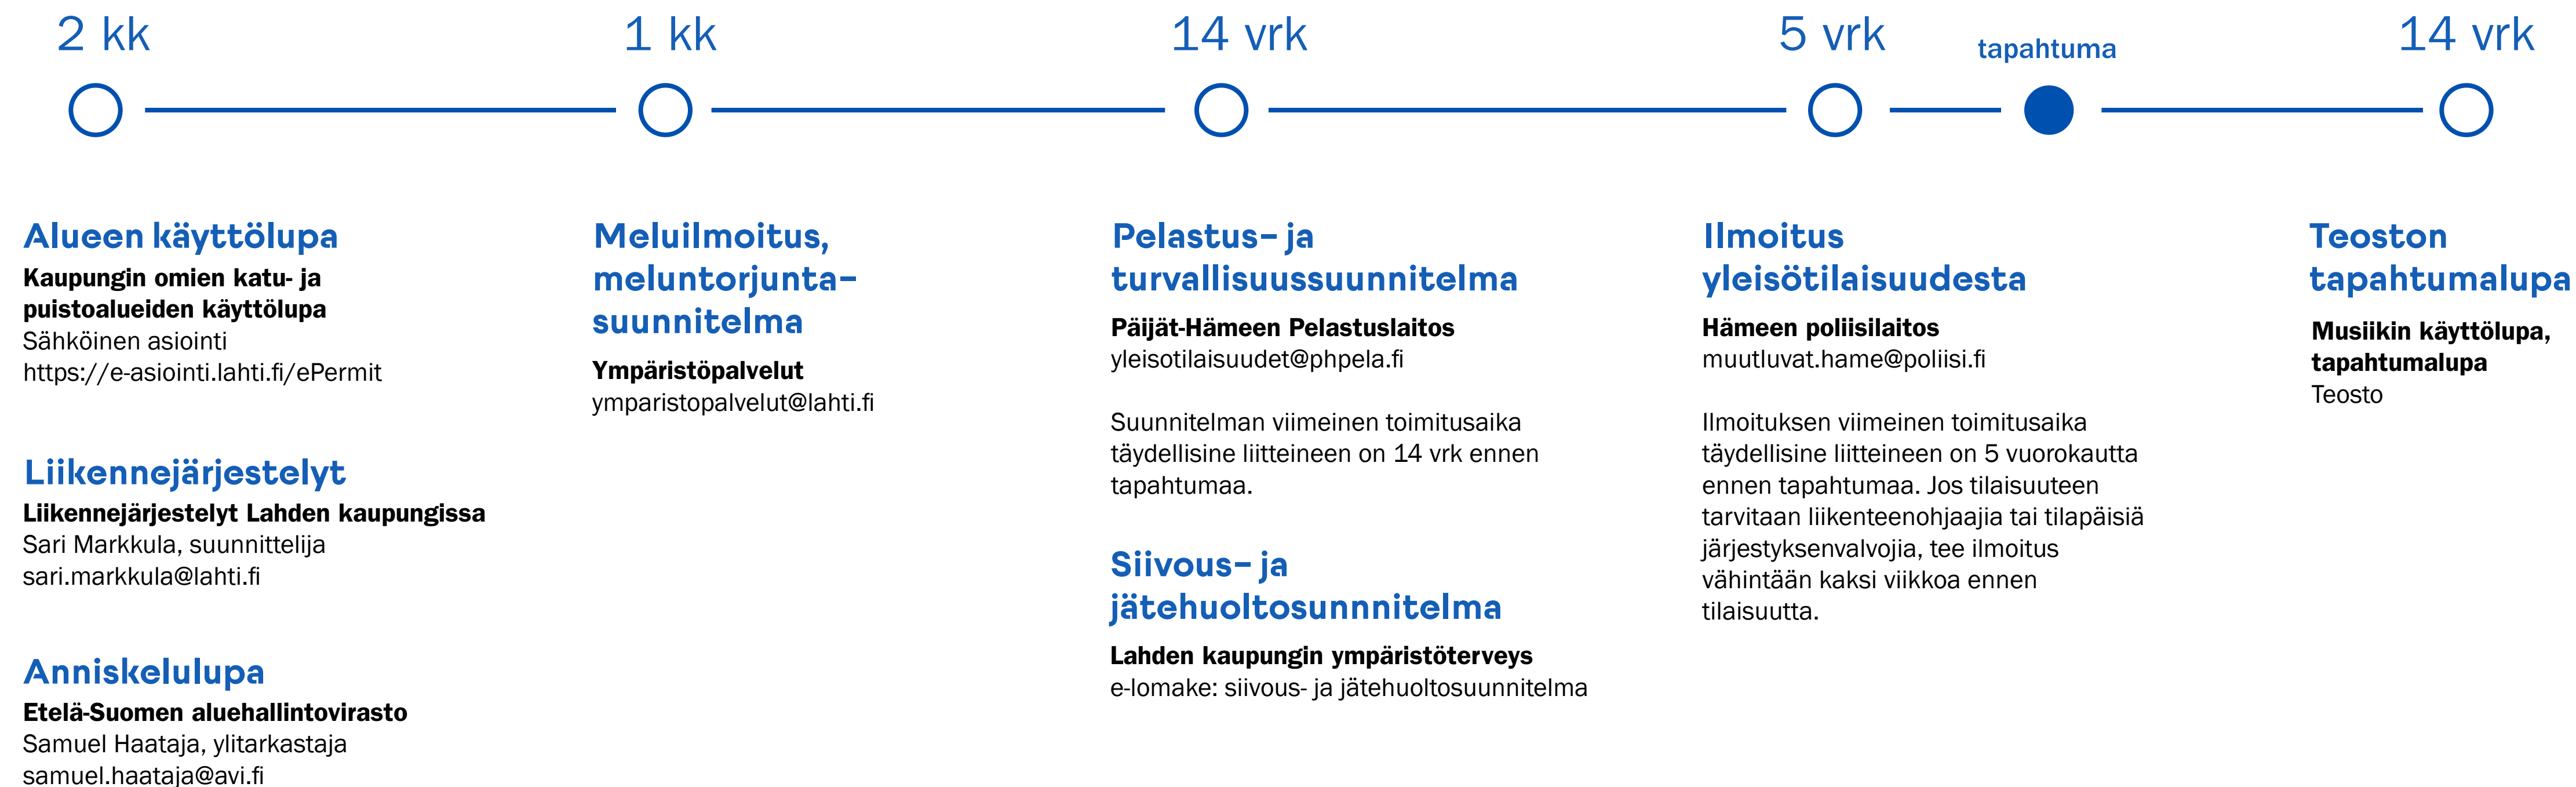 2 kk
1 kk
14 vrk
5 vrk
tapahtuma
14 vrk
Alueen käyttölupa
Kaupungin omien katu- ja
puistoalueiden käyttölupa
Sähköinen asiointi
https://e-asiointi.lahti.fi/ePermit
Liikennejärjestelyt
Liikennejärjestelyt Lahden kaupungissa
Sari Markkula, suunnittelija
sari.markkula@lahti.fi
Anniskelulupa
Etelä-Suomen aluehallintovirasto
Samuel Haataja, ylitarkastaja
samuel.haataja@avi.fi
Meluilmoitus,
meluntorjunta-
suunnitelma
Ympäristöpalvelut
ymparistopalvelut@lahti.fi
Pelastus- ja
turvallisuussuunnitelma
Päijät-Hämeen Pelastuslaitos
yleisotilaisuudet@phpela.fi
Suunnitelman viimeinen toimitusaika
täydellisine liitteineen on 14 vrk ennen
tapahtumaa.
Siivous- ja
jätehuoltosunnnitelma
Lahden kaupungin ympäristöterveys
e-lomake: siivous- ja jätehuoltosuunnitelma
Ilmoitus
yleisötilaisuudesta
Hämeen poliisilaitos
muutluvat.hame@poliisi.fi
Ilmoituksen viimeinen toimitusaika
täydellisine liitteineen on 5 vuorokautta
ennen tapahtumaa. Jos tilaisuuteen
tarvitaan liikenteenohjaajia tai tilapäisiä
järjestyksenvalvojia, tee ilmoitus
vähintään kaksi viikkoa ennen
tilaisuutta.
Teoston
tapahtumalupa
Musiikin käyttölupa,
tapahtumalupa
Teosto